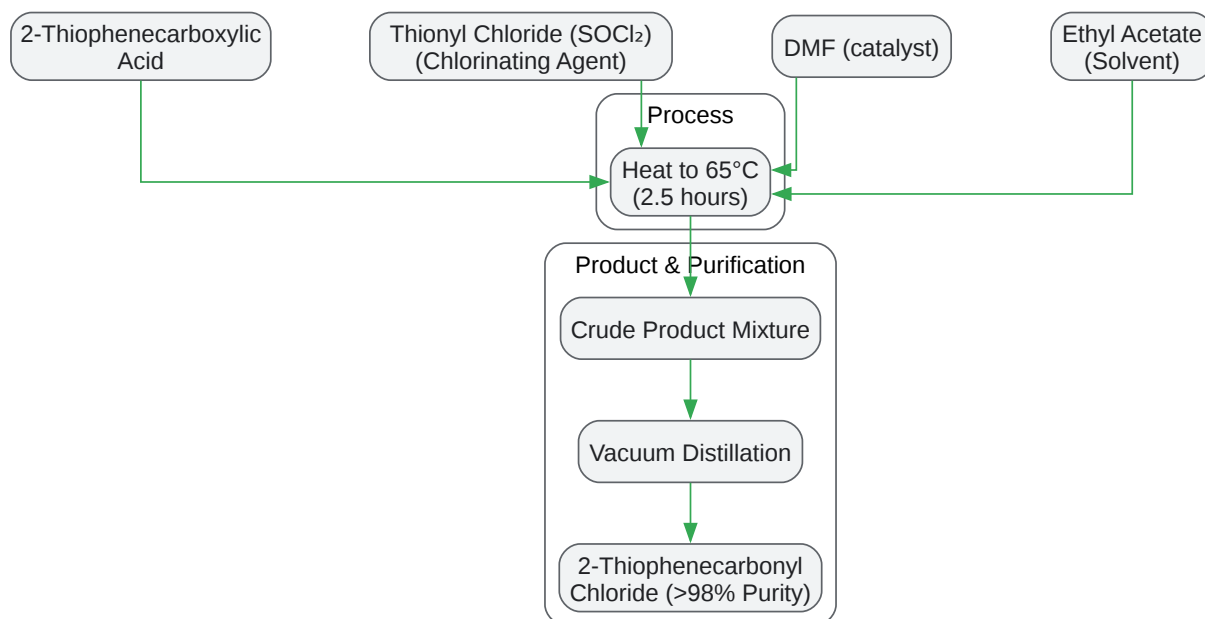 2-Thiophenecarboxylic
Acid
Thionyl Chloride (SOCl₂)
(Chlorinating Agent)
DMF (catalyst)
Ethyl Acetate
(Solvent)
Process
Heat to 65°C
(2.5 hours)
Product & Purification
Crude Product Mixture
Vacuum Distillation
2-Thiophenecarbonyl
Chloride (>98% Purity)